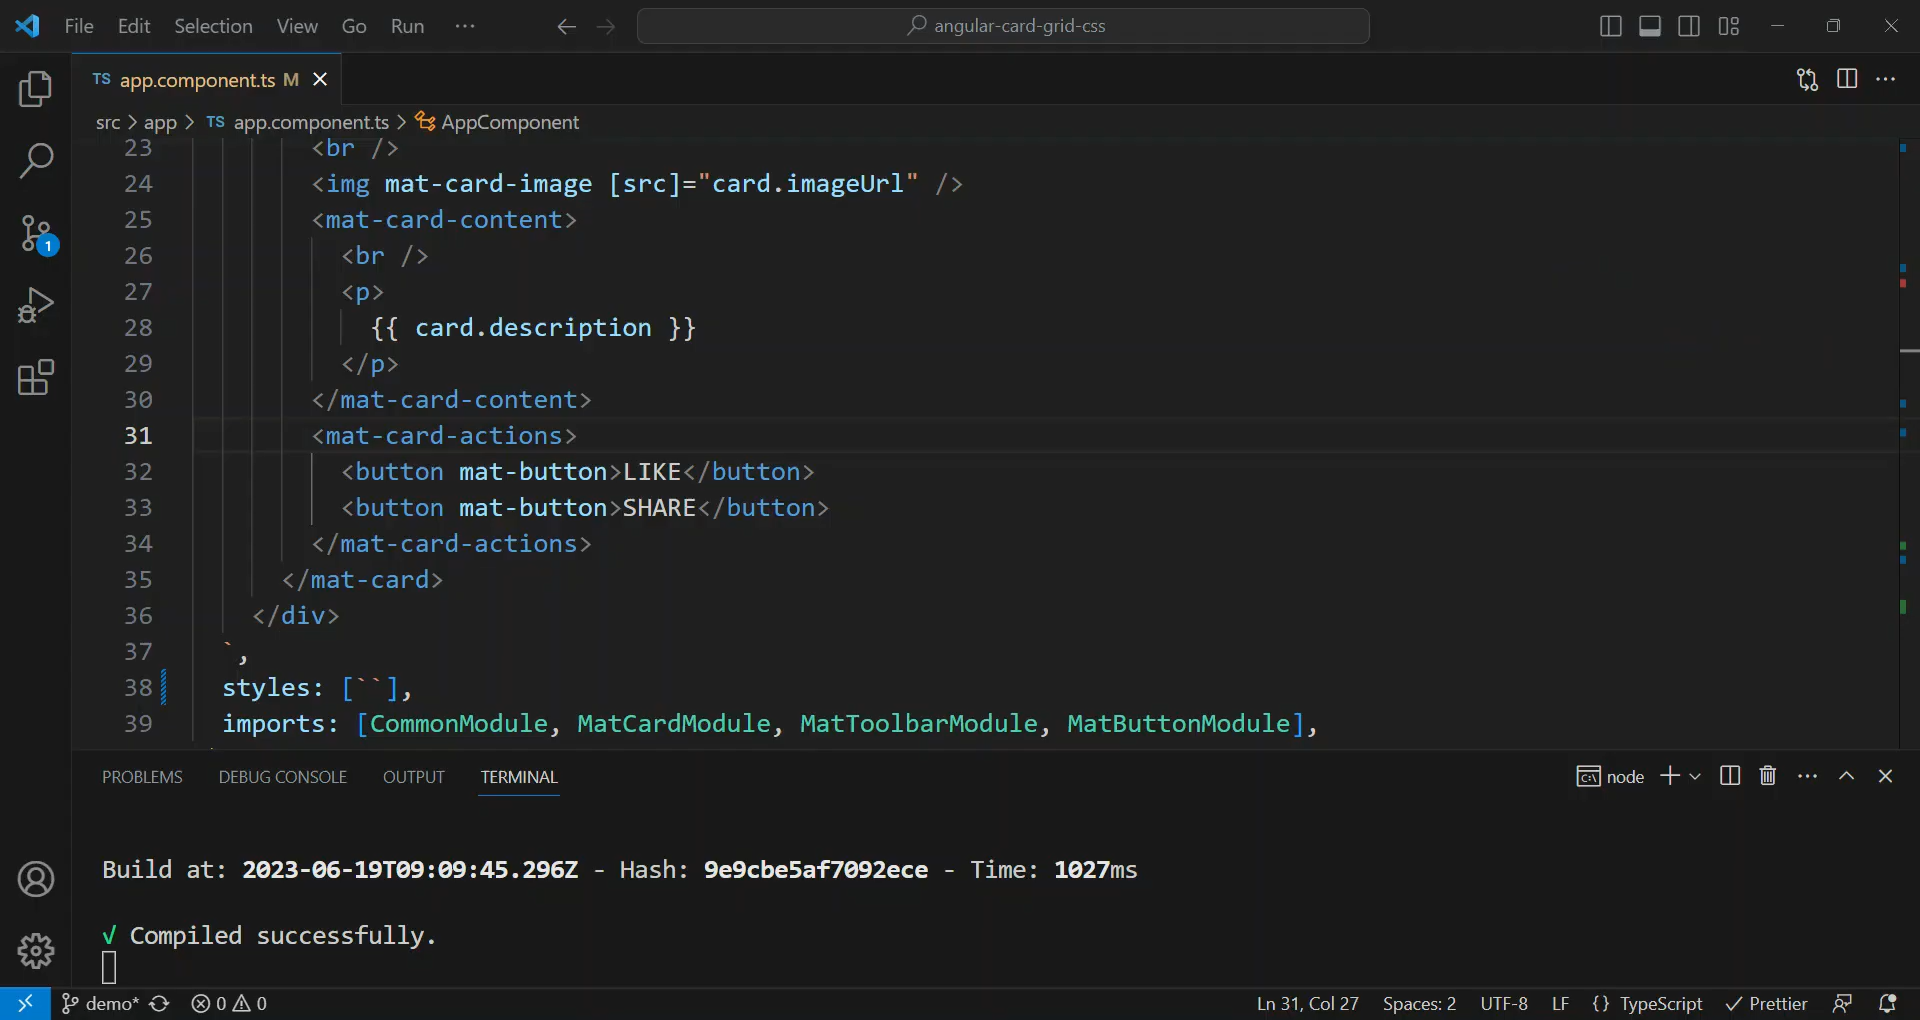 File Edit Selection View Go Run ··· angular-card-grid-css
TS app.component.ts M
src > app > TS app.component.ts > AppComponent
23 <br />
24 <img mat-card-image [src]="card.imageUrl" />
25 <mat-card-content>
26 <br />
27 <p>
28 {{ card.description }}
29 </p>
30 </mat-card-content>
31 <mat-card-actions>
32 <button mat-button>LIKE</button>
33 <button mat-button>SHARE</button>
34 </mat-card-actions>
35 </mat-card>
36 </div>
37 `,
38 styles: [``],
39 imports: [CommonModule, MatCardModule, MatToolbarModule, MatButtonModule],
1
PROBLEMS DEBUG CONSOLE OUTPUT TERMINAL node
Build at: 2023-06-19T09:09:45.296Z - Hash: 9e9cbe5af7092ece - Time: 1027ms
√ Compiled successfully.
demo* 0 0 Ln 31, Col 27 Spaces: 2 UTF-8 LF {} TypeScript Prettier